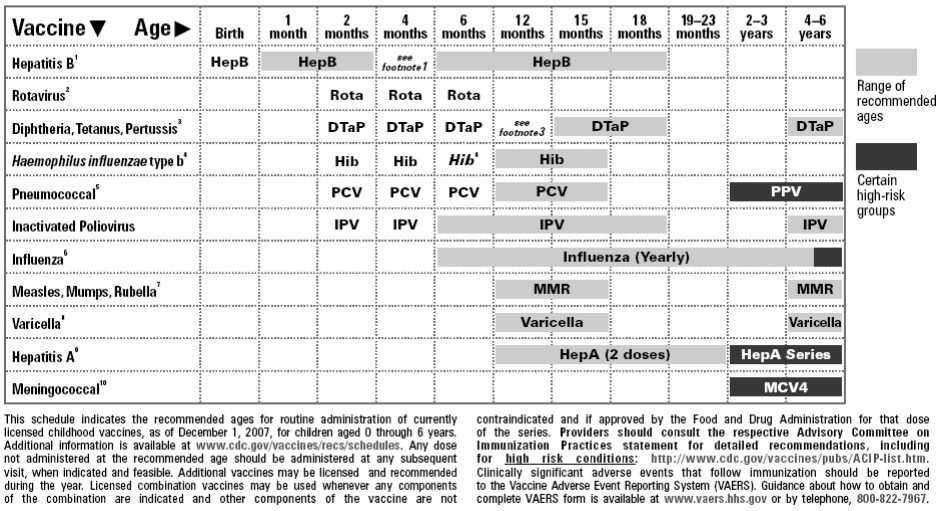 Vaccine ▼ Age ► Birth 1 month 2 months 4 months 6 months 12 months 15 months 18 months 19–23 months 2–3 years 4–6 years
Hepatitis B¹ HepB HepB see footnote1 HepB
Rotavirus² Rota Rota Rota
Diphtheria, Tetanus, Pertussis³ DTaP DTaP DTaP see footnote3 DTaP DTaP
Haemophilus influenzae type b⁴ Hib Hib Hib⁴ Hib
Pneumococcal⁵ PCV PCV PCV PCV PPV
Inactivated Poliovirus IPV IPV IPV IPV
Influenza⁶ Influenza (Yearly)
Measles, Mumps, Rubella⁷ MMR MMR
Varicella⁸ Varicella Varicella
Hepatitis A⁹ HepA (2 doses) HepA Series
Meningococcal¹⁰ MCV4
Range of
recommended
ages
Certain
high-risk
groups
This schedule indicates the recommended ages for routine administration of currently
licensed childhood vaccines, as of December 1, 2007, for children aged 0 through 6 years.
Additional information is available at www.cdc.gov/vaccines/recs/schedules. Any dose
not administered at the recommended age should be administered at any subsequent
visit, when indicated and feasible. Additional vaccines may be licensed and recommended
during the year. Licensed combination vaccines may be used whenever any components
of the combination are indicated and other components of the vaccine are not
contraindicated and if approved by the Food and Drug Administration for that dose
of the series. Providers should consult the respective Advisory Committee on
Immunization Practices statement for detailed recommendations, including
for high risk conditions: http://www.cdc.gov/vaccines/pubs/ACIP-list.htm.
Clinically significant adverse events that follow immunization should be reported
to the Vaccine Adverse Event Reporting System (VAERS). Guidance about how to obtain and
complete VAERS form is available at www.vaers.hhs.gov or by telephone, 800-822-7967.